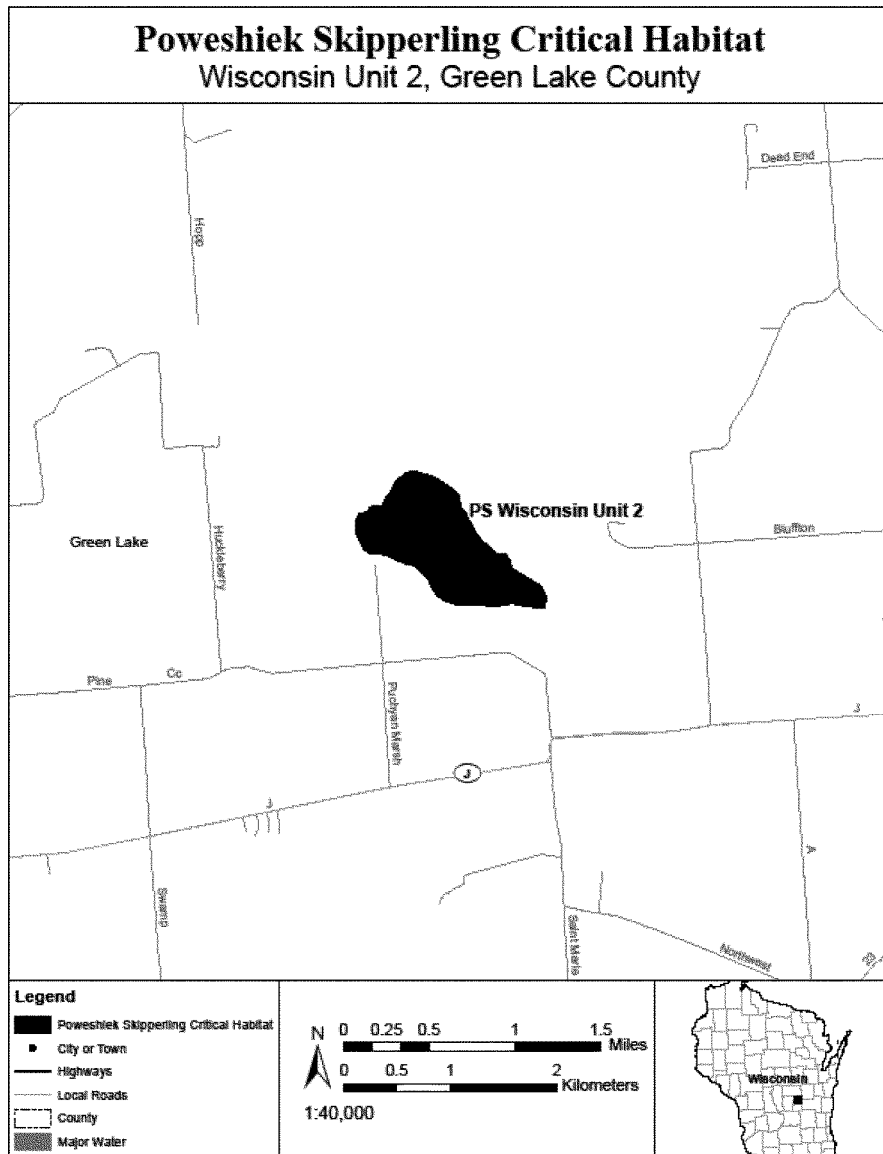 Poweshiek Skipperling Critical Habitat
Wisconsin Unit 2, Green Lake County
Dead End
Hopp
PS Wisconsin Unit 2
Green Lake
Huckleberry
Bluffton
Pine
Cc
Puchyan Marsh
J
J
J
A
Swamp
Saint Marie
Northwest
23
Legend
Poweshiek Skipperling Critical Habitat
City or Town
Highways
Local Roads
County
Major Water
N
0 0.25 0.5 1 1.5
Miles
0 0.5 1 2
Kilometers
1:40,000
Wisconsin